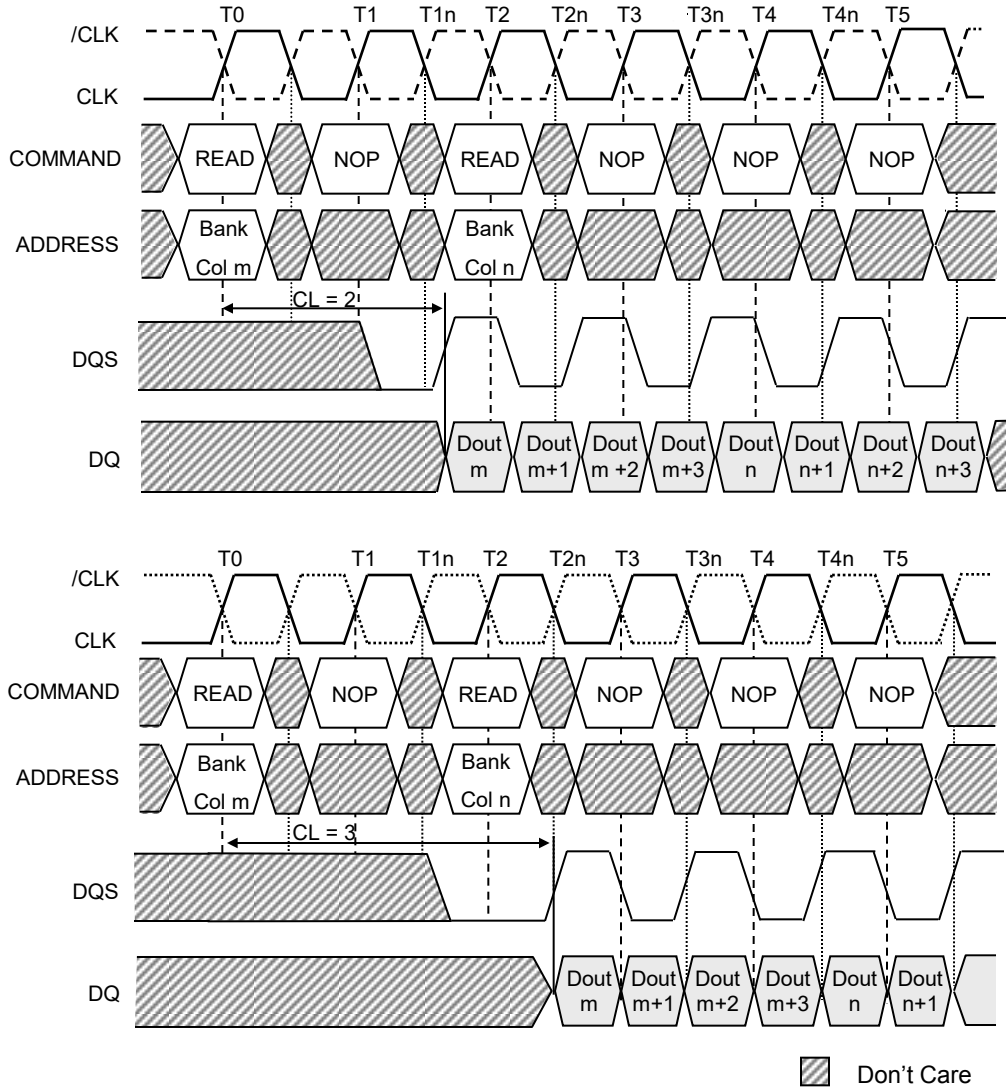 T0 T1 T1n T2 T2n T3 T3n T4 T4n T5
/CLK
CLK
COMMAND READ NOP READ NOP NOP NOP
ADDRESS Bank Col m Bank Col n
CL = 2
DQS
DQ Dout m Dout m+1 Dout m +2 Dout m+3 Dout n Dout n+1 Dout n+2 Dout n+3
T0 T1 T1n T2 T2n T3 T3n T4 T4n T5
/CLK
CLK
COMMAND READ NOP READ NOP NOP NOP
ADDRESS Bank Col m Bank Col n
CL = 3
DQS
DQ Dout m Dout m+1 Dout m+2 Dout m+3 Dout n Dout n+1
Don't Care